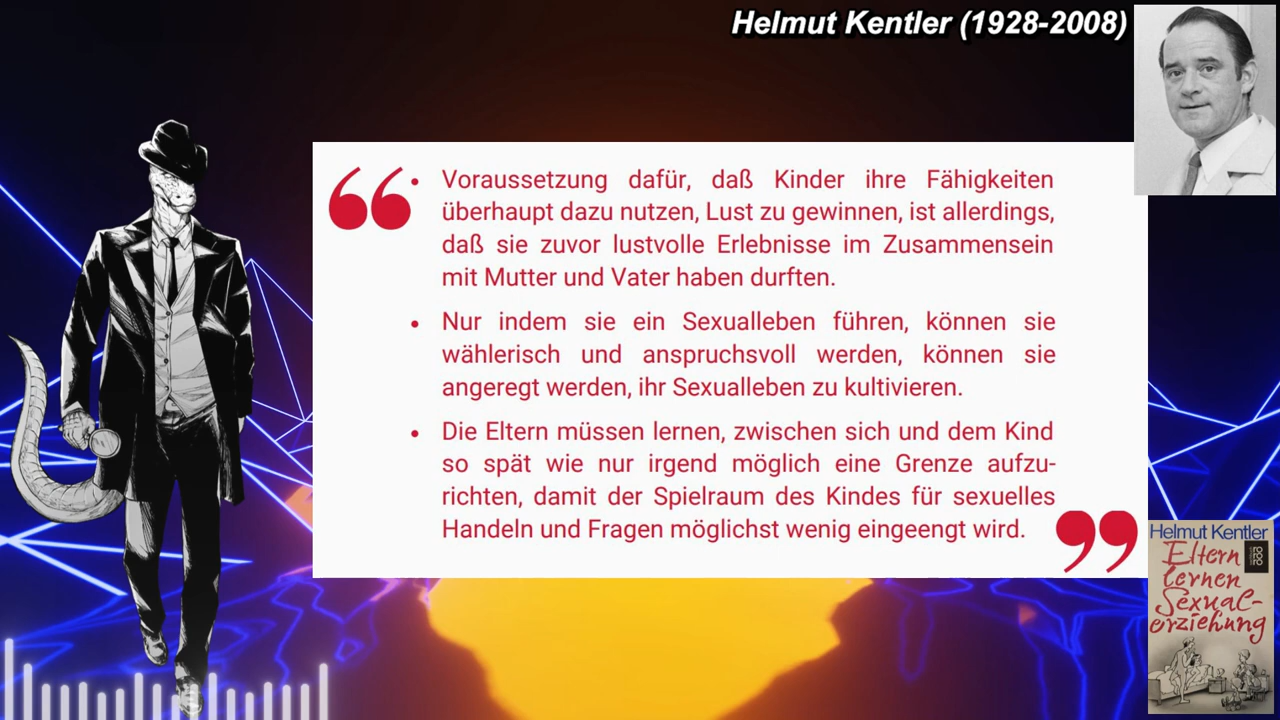 Helmut Kentler (1928-2008)
“
• Voraussetzung dafür, daß Kinder ihre Fähigkeiten
überhaupt dazu nutzen, Lust zu gewinnen, ist allerdings,
daß sie zuvor lustvolle Erlebnisse im Zusammensein
mit Mutter und Vater haben durften.
• Nur indem sie ein Sexualleben führen, können sie
wählerisch und anspruchsvoll werden, können sie
angeregt werden, ihr Sexualleben zu kultivieren.
• Die Eltern müssen lernen, zwischen sich und dem Kind
so spät wie nur irgend möglich eine Grenze aufzu-
richten, damit der Spielraum des Kindes für sexuelles
Handeln und Fragen möglichst wenig eingeengt wird.
”
Helmut Kentler
Eltern
lernen
Sexual-
erziehung
ro
ro
ro